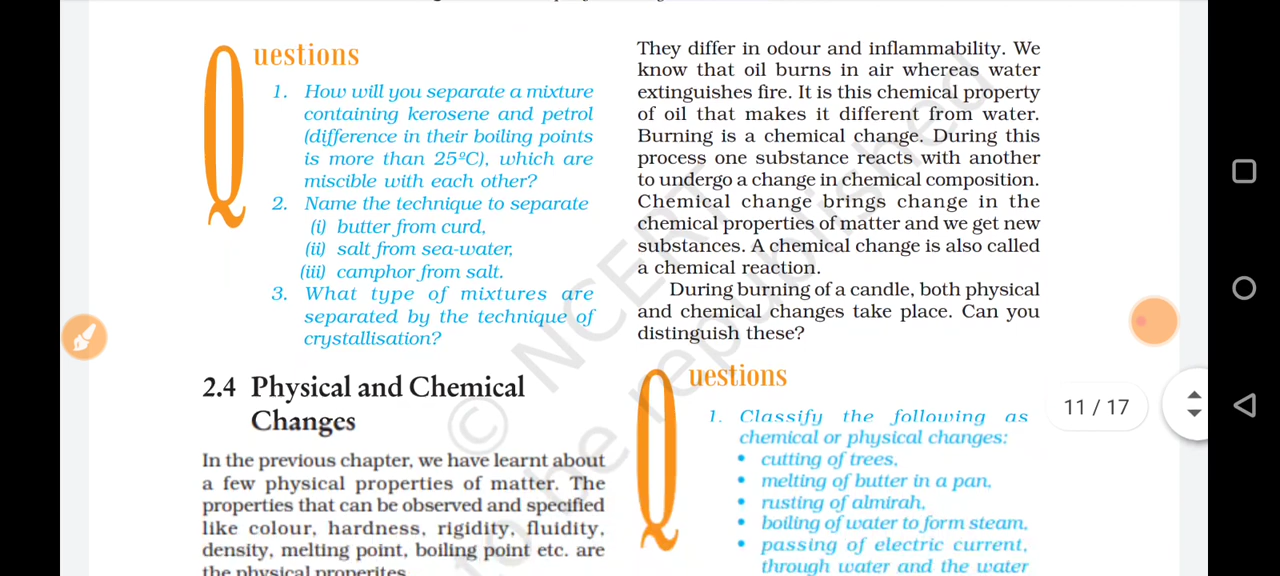 Questions
1. How will you separate a mixture
containing kerosene and petrol
(difference in their boiling points
is more than 25ºC), which are
miscible with each other?
2. Name the technique to separate
(i) butter from curd,
(ii) salt from sea-water,
(iii) camphor from salt.
3. What type of mixtures are
separated by the technique of
crystallisation?
2.4 Physical and Chemical
Changes
In the previous chapter, we have learnt about
a few physical properties of matter. The
properties that can be observed and specified
like colour, hardness, rigidity, fluidity,
density, melting point, boiling point etc. are
the physical properites.
They differ in odour and inflammability. We
know that oil burns in air whereas water
extinguishes fire. It is this chemical property
of oil that makes it different from water.
Burning is a chemical change. During this
process one substance reacts with another
to undergo a change in chemical composition.
Chemical change brings change in the
chemical properties of matter and we get new
substances. A chemical change is also called
a chemical reaction.
During burning of a candle, both physical
and chemical changes take place. Can you
distinguish these?
Questions
1. Classify the following as
chemical or physical changes:
• cutting of trees,
• melting of butter in a pan,
• rusting of almirah,
• boiling of water to form steam,
• passing of electric current,
through water and the water
11 / 17
© NCERT
to be republished